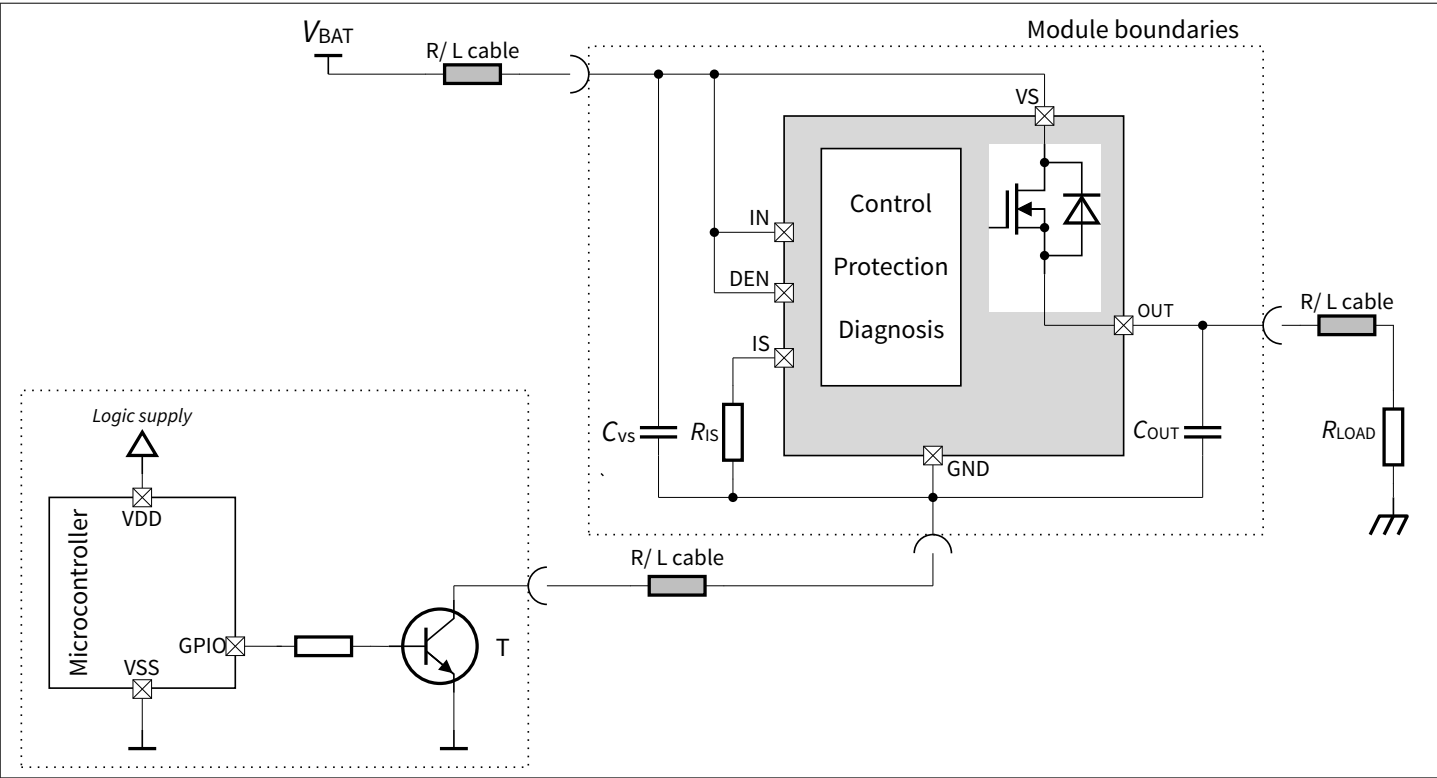 VBAT
R/ L cable
Module boundaries
VS
IN
DEN
IS
Control
Protection
Diagnosis
OUT
R/ L cable
CVS
RIS
COUT
RLOAD
GND
Logic supply
VDD
Microcontroller
GPIO
VSS
T
R/ L cable